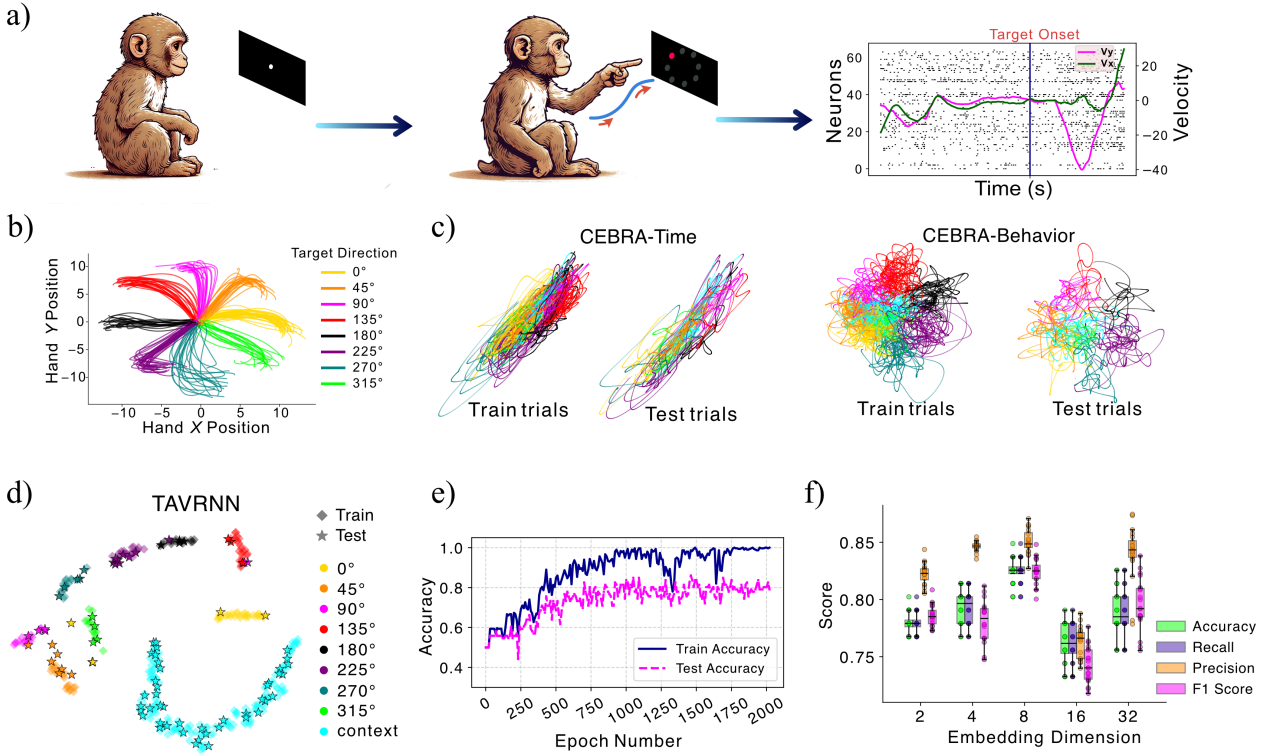 a)
Target Onset
Vy
Vx
Neurons
60
40
20
0
20
0
−20
−40
Velocity
Time (s)
b)
10
5
0
−5
−10
Hand Y Position
−10
−5
0
5
10
Hand X Position
Target Direction
0°
45°
90°
135°
180°
225°
270°
315°
c)
CEBRA-Time
Train trials
Test trials
CEBRA-Behavior
Train trials
Test trials
d)
TAVRNN
Train
Test
0°
45°
90°
135°
180°
225°
270°
315°
context
e)
Accuracy
1.0
0.8
0.6
0.4
Train Accuracy
Test Accuracy
0
250
500
750
1000
1250
1500
1750
2000
Epoch Number
f)
Score
0.85
0.80
0.75
2
4
8
16
32
Embedding Dimension
Accuracy
Recall
Precision
F1 Score